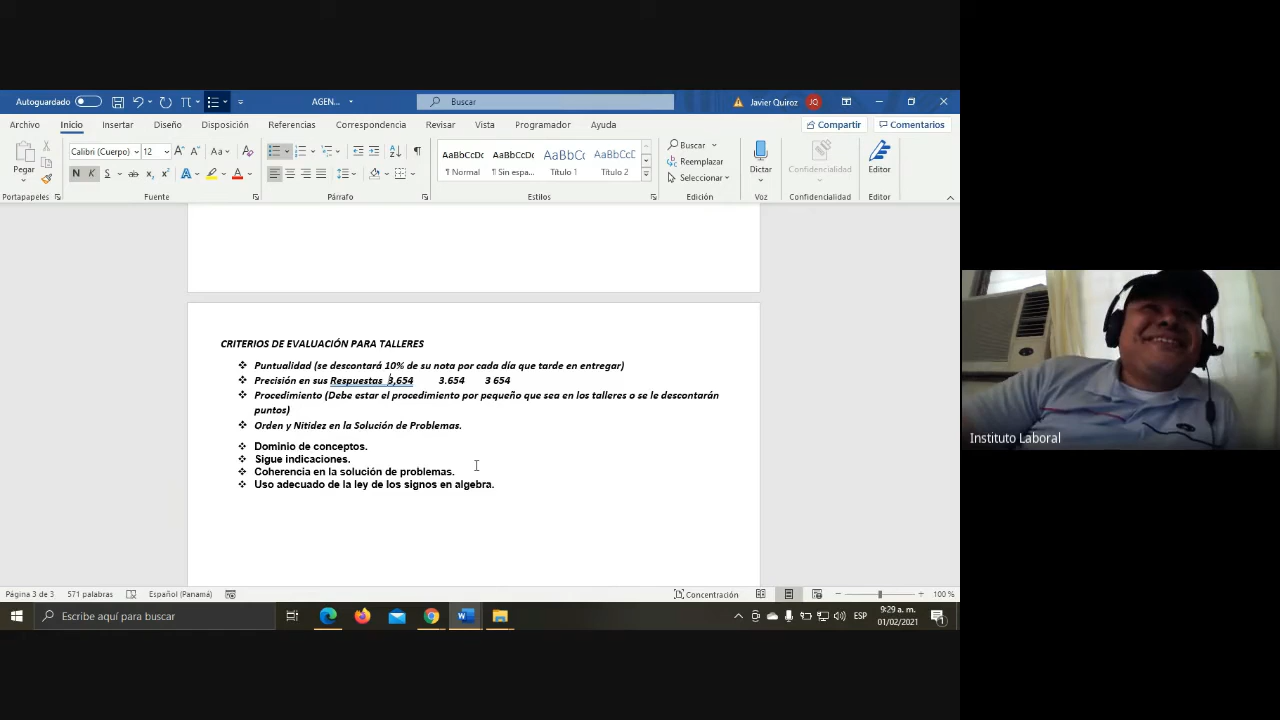 Autoguardado
AGEN...
Buscar
Javier Quiroz
JQ
Archivo Inicio Insertar Diseño Disposición Referencias Correspondencia Revisar Vista Programador Ayuda
Compartir Comentarios
Pegar
Calibri (Cuerpo) 12
Aa
N K S ab x₂ x² A A
AaBbCcDc AaBbCcDc AaBbCc AaBbCcD
¶ Normal ¶ Sin espa... Título 1 Título 2
Buscar
Reemplazar
Seleccionar
Dictar
Confidencialidad
Editor
Portapapeles Fuente Párrafo Estilos Edición Voz Confidencialidad Editor
CRITERIOS DE EVALUACIÓN PARA TALLERES
❖ Puntualidad (se descontará 10% de su nota por cada día que tarde en entregar)
❖ Precisión en sus Respuestas 3,654 3.654 3 654
❖ Procedimiento (Debe estar el procedimiento por pequeño que sea en los talleres o se le descontarán
puntos)
❖ Orden y Nitidez en la Solución de Problemas.
❖ Dominio de conceptos.
❖ Sigue indicaciones.
❖ Coherencia en la solución de problemas.
❖ Uso adecuado de la ley de los signos en algebra.
Instituto Laboral
Página 3 de 3 571 palabras Español (Panamá) Concentración 100 %
Escribe aquí para buscar
ESP
9:29 a. m.
01/02/2021
1